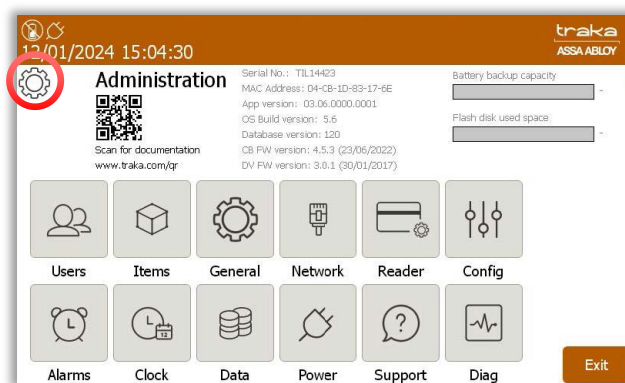 traka
ASSA ABLOY
12/01/2024 15:04:30
Administration
Scan for documentation
www.traka.com/qr
Serial No.: TIL14423
MAC Address: 04-CB-1D-83-17-6E
App version: 03.06.0000.0001
OS Build version: 5.6
Database version: 120
CB FW version: 4.5.3 (23/06/2022)
DV FW version: 3.0.1 (30/01/2017)
Battery backup capacity
-
Flash disk used space
-
Users Items General Network Reader Config
12
Alarms Clock Data Power Support Diag
Exit